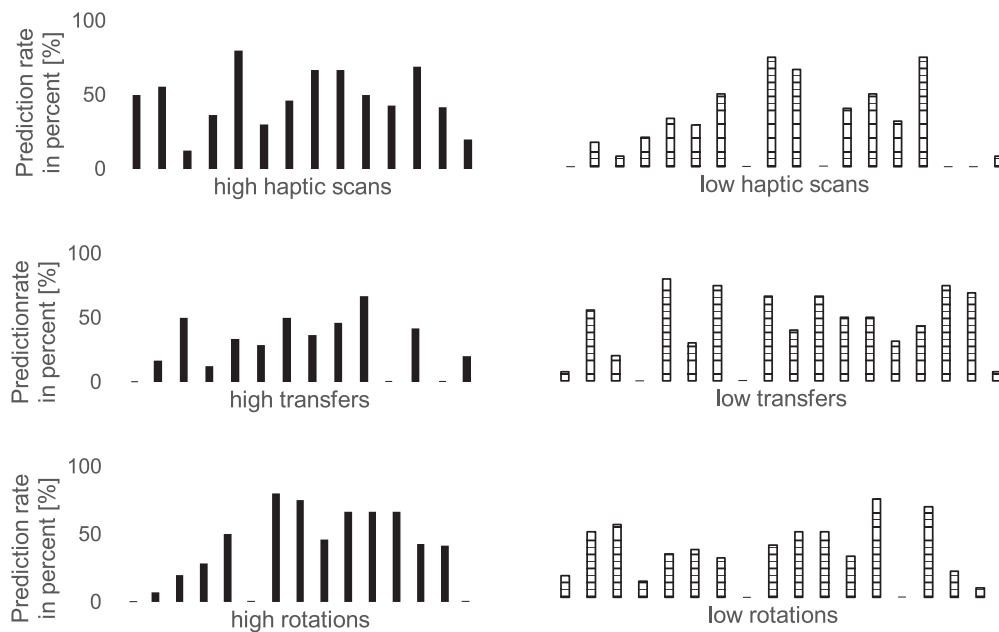 Prediction rate
in percent [%]
100
50
0
high haptic scans
low haptic scans
Predictionrate
in percent [%]
100
50
0
high transfers
low transfers
Prediction rate
in percent [%]
100
50
0
high rotations
low rotations